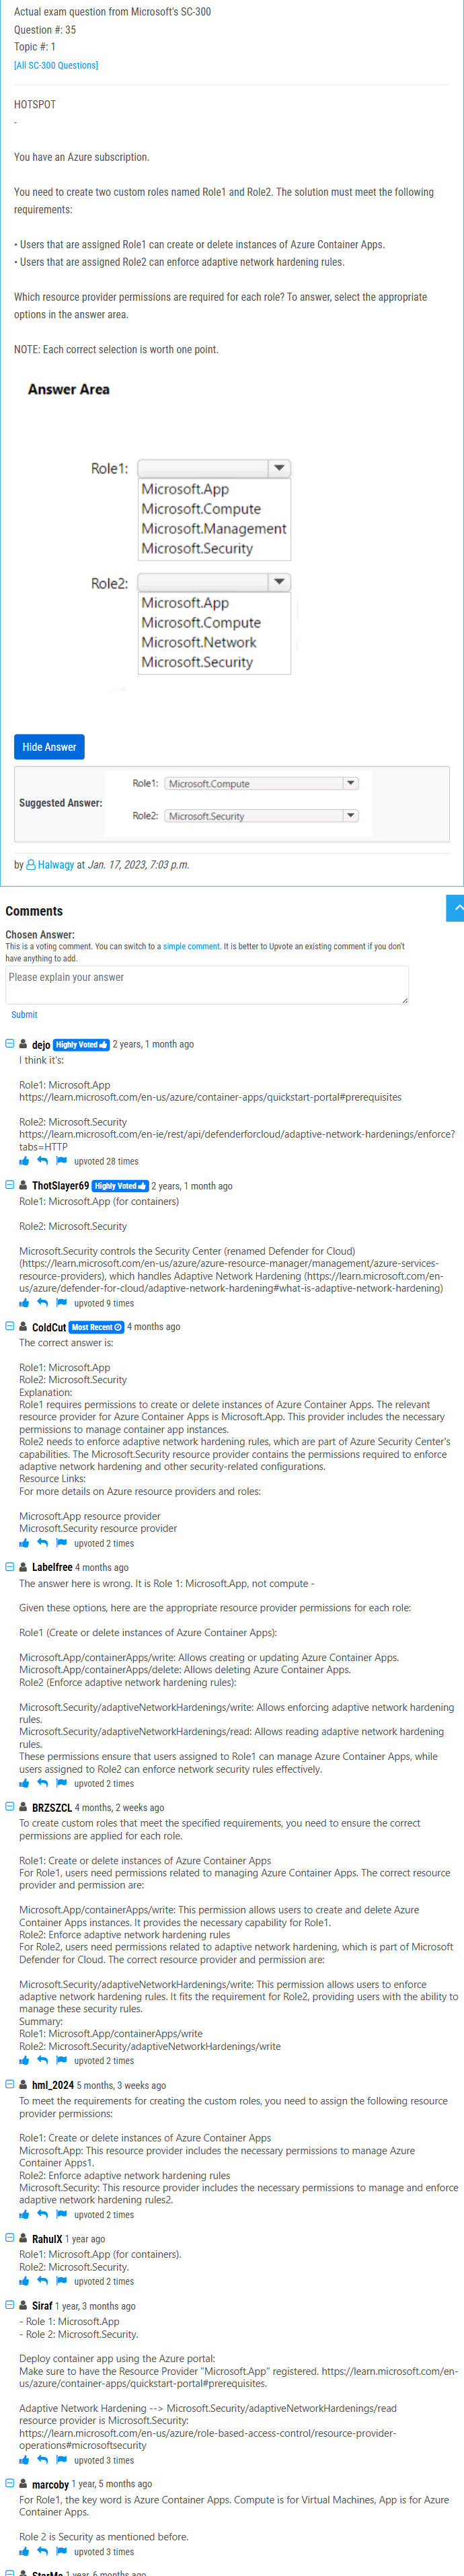 Actual exam question from Microsoft's SC-300
Question #: 35
Topic #: 1
[All SC-300 Questions]
HOTSPOT
-
You have an Azure subscription.
You need to create two custom roles named Role1 and Role2. The solution must meet the following
requirements:
• Users that are assigned Role1 can create or delete instances of Azure Container Apps.
• Users that are assigned Role2 can enforce adaptive network hardening rules.
Which resource provider permissions are required for each role? To answer, select the appropriate
options in the answer area.
NOTE: Each correct selection is worth one point.
Answer Area
Role1:
Microsoft.App
Microsoft.Compute
Microsoft.Management
Microsoft.Security
Role2:
Microsoft.App
Microsoft.Compute
Microsoft.Network
Microsoft.Security
Hide Answer
Suggested Answer:
Role1: Microsoft.Compute
Role2: Microsoft.Security
by Halwagy at Jan. 17, 2023, 7:03 p.m.
Comments
Chosen Answer:
This is a voting comment. You can switch to a simple comment. It is better to Upvote an existing comment if you don't
have anything to add.
Please explain your answer
Submit
dejo Highly Voted 2 years, 1 month ago
I think it's:
Role1: Microsoft.App
https://learn.microsoft.com/en-us/azure/container-apps/quickstart-portal#prerequisites
Role2: Microsoft.Security
https://learn.microsoft.com/en-ie/rest/api/defenderforcloud/adaptive-network-hardenings/enforce?
tabs=HTTP
upvoted 28 times
ThotSlayer69 Highly Voted 2 years, 1 month ago
Role1: Microsoft.App (for containers)
Role2: Microsoft.Security
Microsoft.Security controls the Security Center (renamed Defender for Cloud)
(https://learn.microsoft.com/en-us/azure/azure-resource-manager/management/azure-services-
resource-providers), which handles Adaptive Network Hardening (https://learn.microsoft.com/en-
us/azure/defender-for-cloud/adaptive-network-hardening#what-is-adaptive-network-hardening)
upvoted 9 times
ColdCut Most Recent 4 months ago
The correct answer is:
Role1: Microsoft.App
Role2: Microsoft.Security
Explanation:
Role1 requires permissions to create or delete instances of Azure Container Apps. The relevant
resource provider for Azure Container Apps is Microsoft.App. This provider includes the necessary
permissions to manage container app instances.
Role2 needs to enforce adaptive network hardening rules, which are part of Azure Security Center's
capabilities. The Microsoft.Security resource provider contains the permissions required to enforce
adaptive network hardening and other security-related configurations.
Resource Links:
For more details on Azure resource providers and roles:
Microsoft.App resource provider
Microsoft.Security resource provider
upvoted 2 times
Labelfree 4 months ago
The answer here is wrong. It is Role 1: Microsoft.App, not compute -
Given these options, here are the appropriate resource provider permissions for each role:
Role1 (Create or delete instances of Azure Container Apps):
Microsoft.App/containerApps/write: Allows creating or updating Azure Container Apps.
Microsoft.App/containerApps/delete: Allows deleting Azure Container Apps.
Role2 (Enforce adaptive network hardening rules):
Microsoft.Security/adaptiveNetworkHardenings/write: Allows enforcing adaptive network hardening
rules.
Microsoft.Security/adaptiveNetworkHardenings/read: Allows reading adaptive network hardening
rules.
These permissions ensure that users assigned to Role1 can manage Azure Container Apps, while
users assigned to Role2 can enforce network security rules effectively.
upvoted 2 times
BRZSZCL 4 months, 2 weeks ago
To create custom roles that meet the specified requirements, you need to ensure the correct
permissions are applied for each role.
Role1: Create or delete instances of Azure Container Apps
For Role1, users need permissions related to managing Azure Container Apps. The correct resource
provider and permission are:
Microsoft.App/containerApps/write: This permission allows users to create and delete Azure
Container Apps instances. It provides the necessary capability for Role1.
Role2: Enforce adaptive network hardening rules
For Role2, users need permissions related to adaptive network hardening, which is part of Microsoft
Defender for Cloud. The correct resource provider and permission are:
Microsoft.Security/adaptiveNetworkHardenings/write: This permission allows users to enforce
adaptive network hardening rules. It fits the requirement for Role2, providing users with the ability to
manage these security rules.
Summary:
Role1: Microsoft.App/containerApps/write
Role2: Microsoft.Security/adaptiveNetworkHardenings/write
upvoted 2 times
hml_2024 5 months, 3 weeks ago
To meet the requirements for creating the custom roles, you need to assign the following resource
provider permissions:
Role1: Create or delete instances of Azure Container Apps
Microsoft.App: This resource provider includes the necessary permissions to manage Azure
Container Apps1.
Role2: Enforce adaptive network hardening rules
Microsoft.Security: This resource provider includes the necessary permissions to manage and enforce
adaptive network hardening rules2.
upvoted 2 times
RahulX 1 year ago
Role1: Microsoft.App (for containers).
Role2: Microsoft.Security.
upvoted 2 times
Siraf 1 year, 3 months ago
- Role 1: Microsoft.App
- Role 2: Microsoft.Security.
Deploy container app using the Azure portal:
Make sure to have the Resource Provider "Microsoft.App" registered. https://learn.microsoft.com/en-
us/azure/container-apps/quickstart-portal#prerequisites.
Adaptive Network Hardening --> Microsoft.Security/adaptiveNetworkHardenings/read
resource provider is Microsoft.Security:
https://learn.microsoft.com/en-us/azure/role-based-access-control/resource-provider-
operations#microsoftsecurity
upvoted 3 times
marcoby 1 year, 5 months ago
For Role1, the key word is Azure Container Apps. Compute is for Virtual Machines, App is for Azure
Container Apps.
Role 2 is Security as mentioned before.
upvoted 3 times